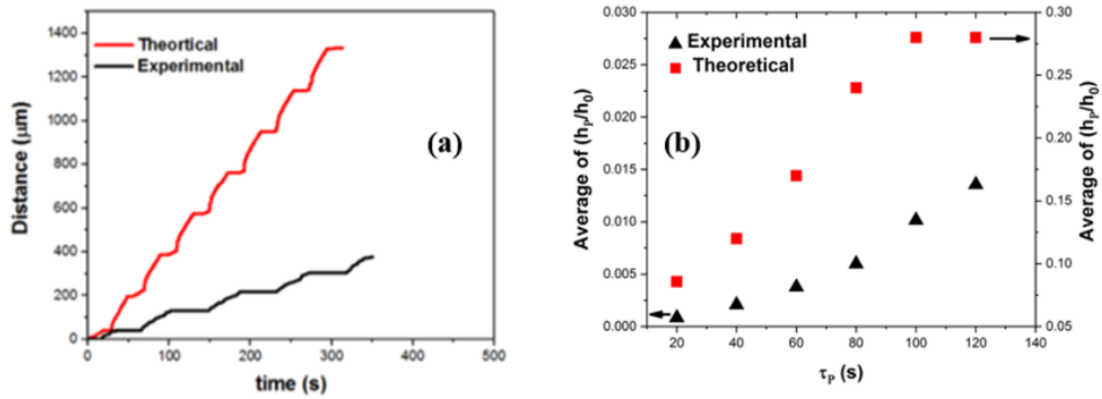 1400
1200
1000
800
600
400
200
0
Distance (μm)
Theortical
Experimental
(a)
0 100 200 300 400 500
time (s)
0.030
0.025
0.020
0.015
0.010
0.005
0.000
Average of (hP/h0)
Experimental
Theoretical
(b)
0.30
0.25
0.20
0.15
0.10
0.05
Average of (hP/h0)
20 40 60 80 100 120 140
τP (s)